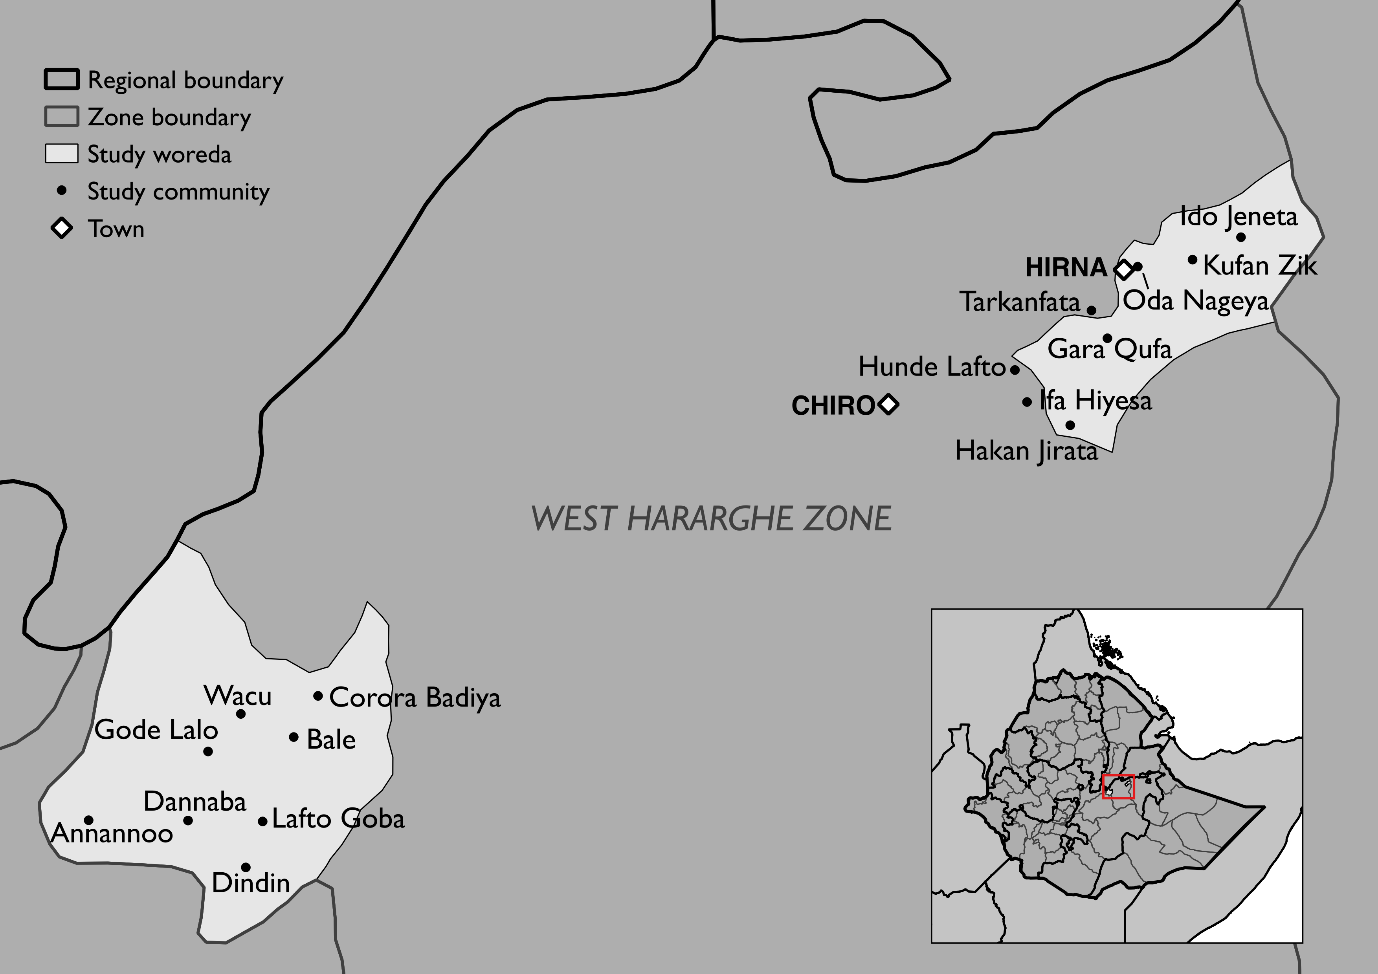 Regional boundary
Zone boundary
Study woreda
Study community
Town
Ido Jeneta
HIRNA
Kufan Zik
Tarkanfata
Oda Nageya
Gara Qufa
Hunde Lafto
CHIRO
Ifa Hiyesa
Hakan Jirata
WEST HARARGHE ZONE
Wacu
Corora Badiya
Gode Lalo
Bale
Dannaba
Lafto Goba
Annannoo
Dindin